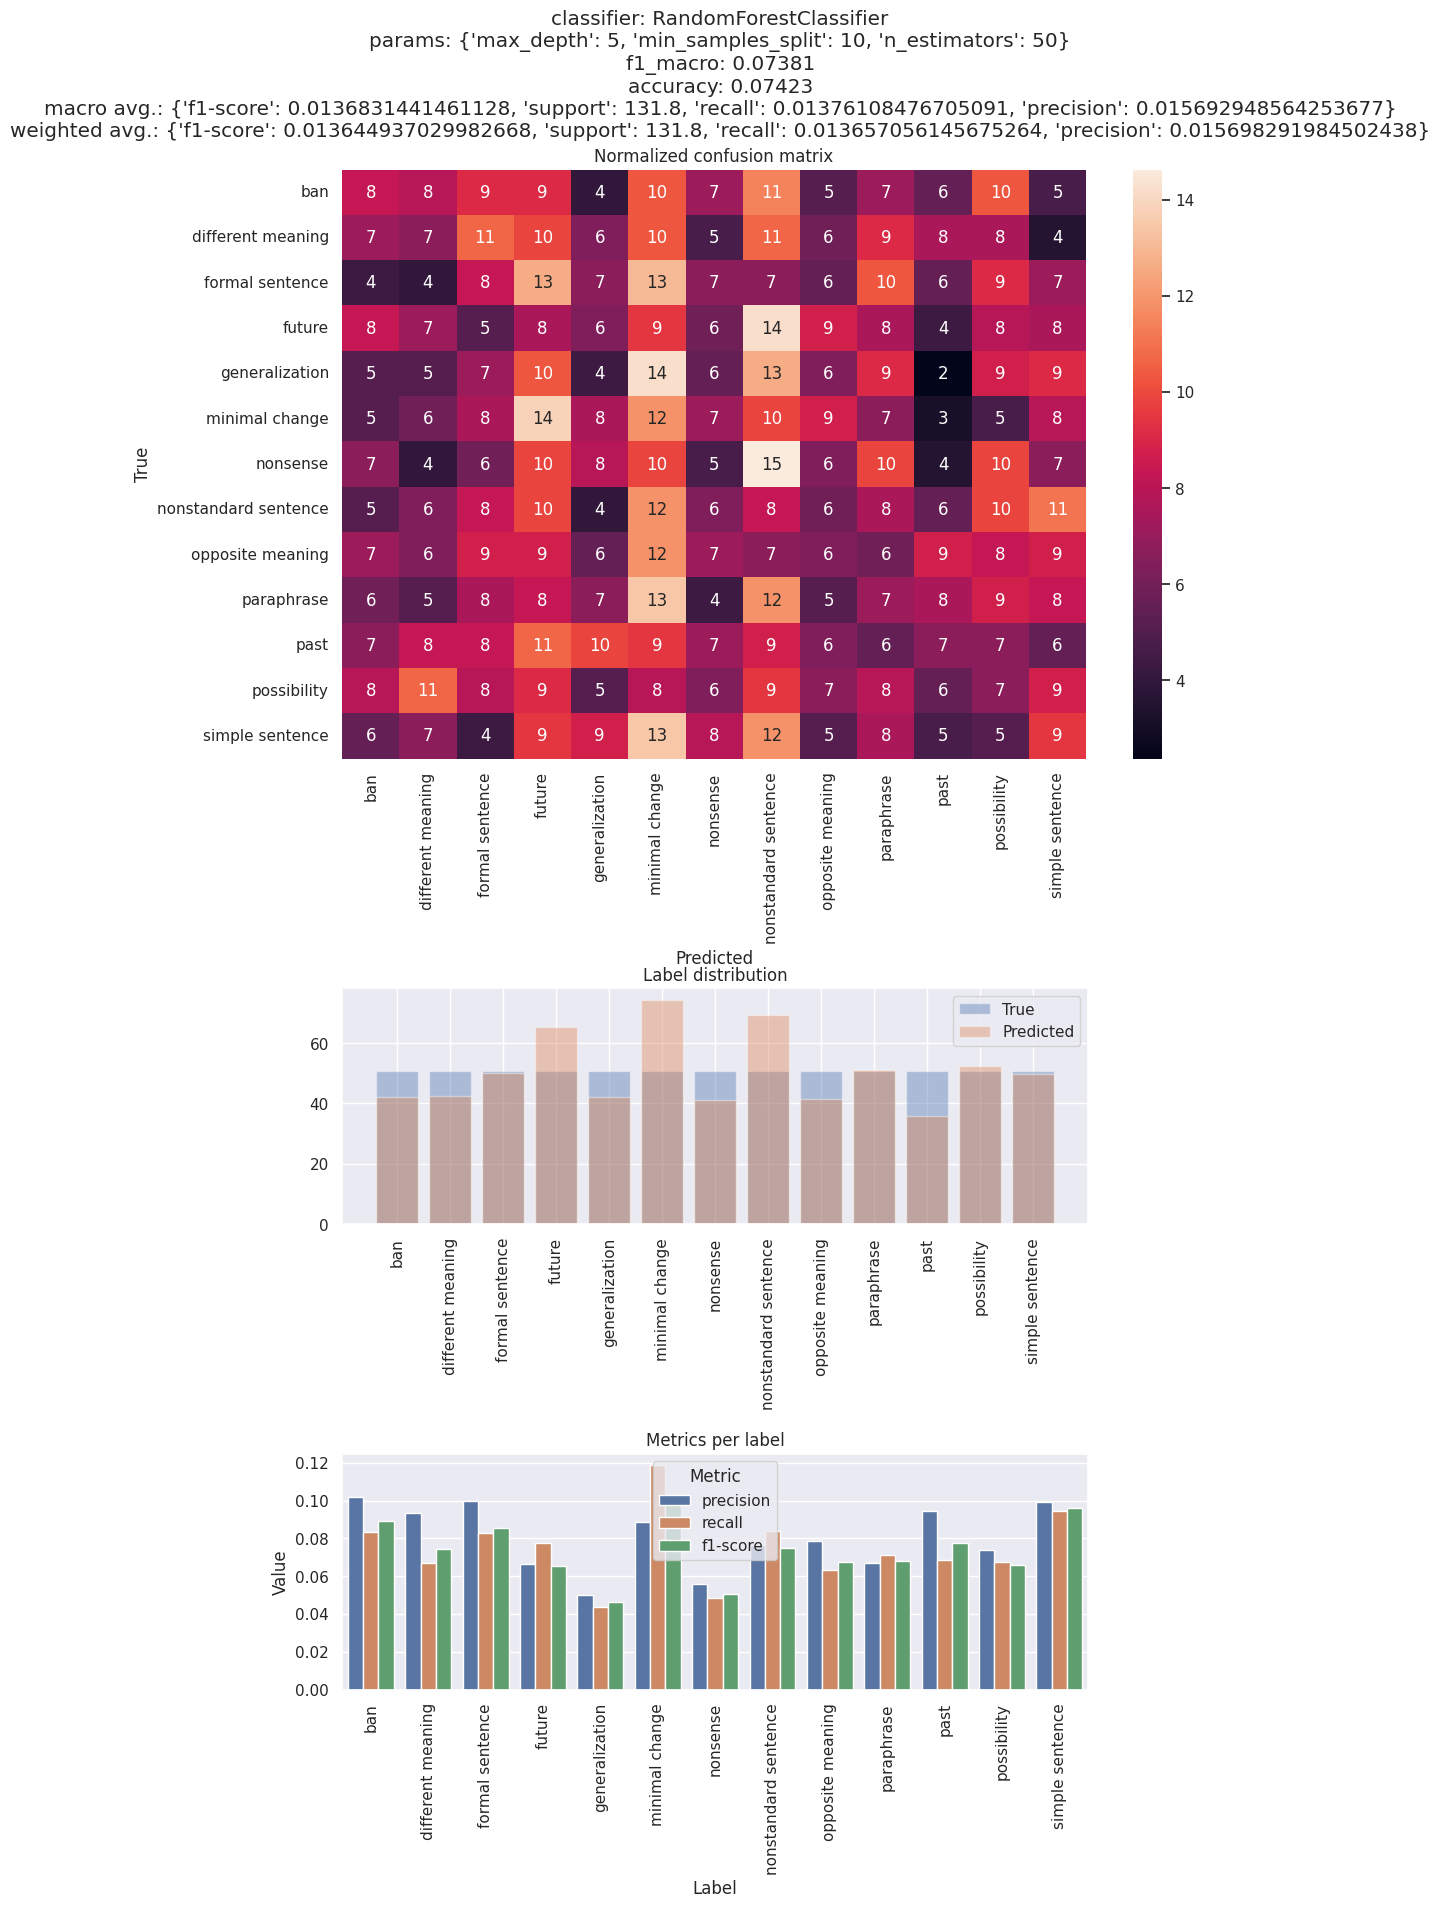 classifier: RandomForestClassifier
params: {'max_depth': 5, 'min_samples_split': 10, 'n_estimators': 50}
f1_macro: 0.07381
accuracy: 0.07423
macro avg.: {'f1-score': 0.0136831441461128, 'support': 131.8, 'recall': 0.01376108476705091, 'precision': 0.015692948564253677}
weighted avg.: {'f1-score': 0.013644937029982668, 'support': 131.8, 'recall': 0.013657056145675264, 'precision': 0.015698291984502438}
Normalized confusion matrix
True
ban 8 8 9 9 4 10 7 11 5 7 6 10 5
different meaning 7 7 11 10 6 10 5 11 6 9 8 8 4
formal sentence 4 4 8 13 7 13 7 7 6 10 6 9 7
future 8 7 5 8 6 9 6 14 9 8 4 8 8
generalization 5 5 7 10 4 14 6 13 6 9 2 9 9
minimal change 5 6 8 14 8 12 7 10 9 7 3 5 8
nonsense 7 4 6 10 8 10 5 15 6 10 4 10 7
nonstandard sentence 5 6 8 10 4 12 6 8 6 8 6 10 11
opposite meaning 7 6 9 9 6 12 7 7 6 6 9 8 9
paraphrase 6 5 8 8 7 13 4 12 5 7 8 9 8
past 7 8 8 11 10 9 7 9 6 6 7 7 6
possibility 8 11 8 9 5 8 6 9 7 8 6 7 9
simple sentence 6 7 4 9 9 13 8 12 5 8 5 5 9
14
12
10
8
6
4
ban
different meaning
formal sentence
future
generalization
minimal change
nonsense
nonstandard sentence
opposite meaning
paraphrase
past
possibility
simple sentence
Predicted
Label distribution
True
Predicted
60
40
20
0
ban
different meaning
formal sentence
future
generalization
minimal change
nonsense
nonstandard sentence
opposite meaning
paraphrase
past
possibility
simple sentence
Metrics per label
Metric
precision
recall
f1-score
Value
0.12
0.10
0.08
0.06
0.04
0.02
0.00
ban
different meaning
formal sentence
future
generalization
minimal change
nonsense
nonstandard sentence
opposite meaning
paraphrase
past
possibility
simple sentence
Label